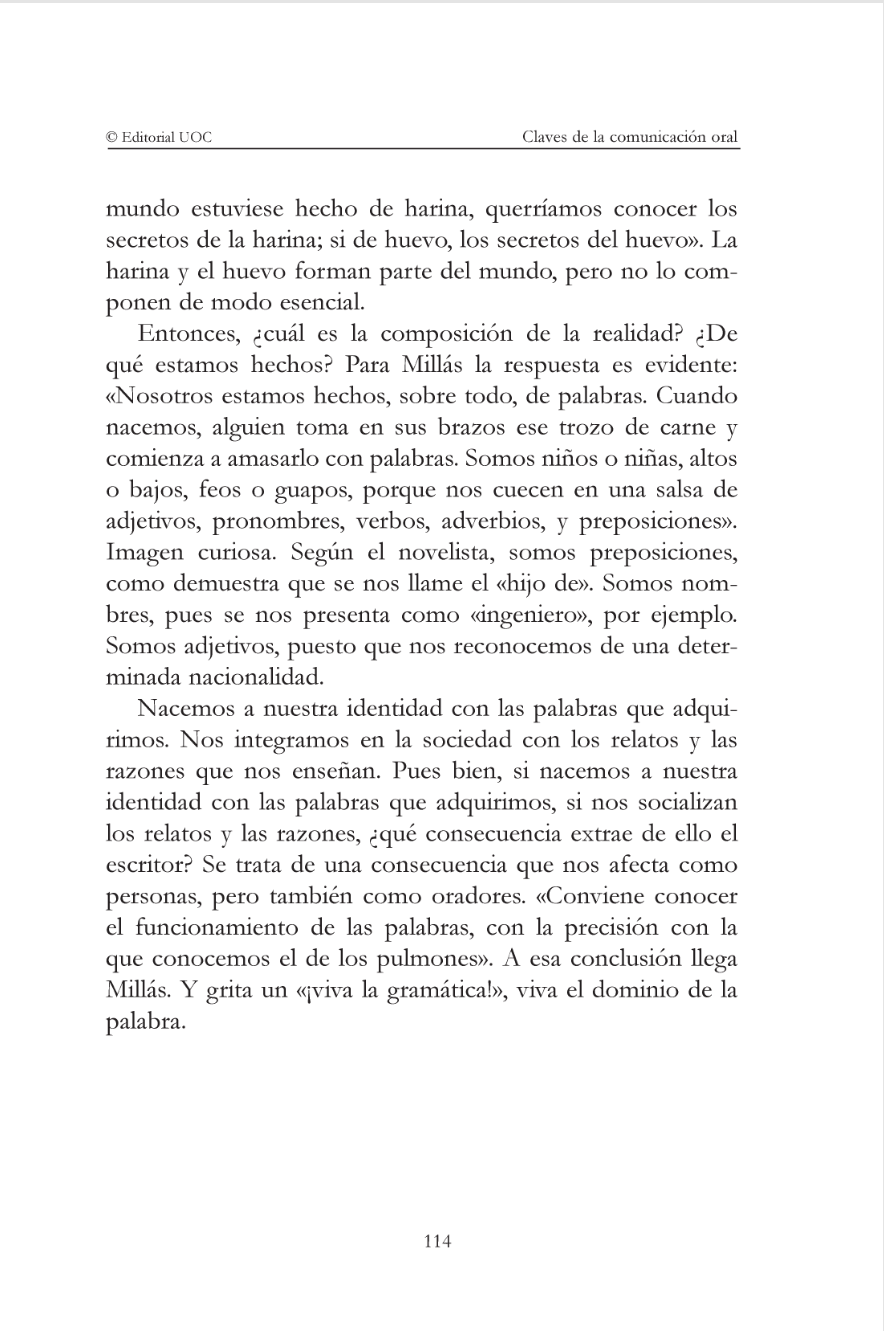 © Editorial UOC
Claves de la comunicación oral
mundo estuviese hecho de harina, querríamos conocer los
secretos de la harina; si de huevo, los secretos del huevo». La
harina y el huevo forman parte del mundo, pero no lo com-
ponen de modo esencial.
Entonces, ¿cuál es la composición de la realidad? ¿De
qué estamos hechos? Para Millás la respuesta es evidente:
«Nosotros estamos hechos, sobre todo, de palabras. Cuando
nacemos, alguien toma en sus brazos ese trozo de carne y
comienza a amasarlo con palabras. Somos niños o niñas, altos
o bajos, feos o guapos, porque nos cuecen en una salsa de
adjetivos, pronombres, verbos, adverbios, y preposiciones».
Imagen curiosa. Según el novelista, somos preposiciones,
como demuestra que se nos llame el «hijo de». Somos nom-
bres, pues se nos presenta como «ingeniero», por ejemplo.
Somos adjetivos, puesto que nos reconocemos de una deter-
minada nacionalidad.
Nacemos a nuestra identidad con las palabras que adqui-
rimos. Nos integramos en la sociedad con los relatos y las
razones que nos enseñan. Pues bien, si nacemos a nuestra
identidad con las palabras que adquirimos, si nos socializan
los relatos y las razones, ¿qué consecuencia extrae de ello el
escritor? Se trata de una consecuencia que nos afecta como
personas, pero también como oradores. «Conviene conocer
el funcionamiento de las palabras, con la precisión con la
que conocemos el de los pulmones». A esa conclusión llega
Millás. Y grita un «¡viva la gramática!», viva el dominio de la
palabra.
114